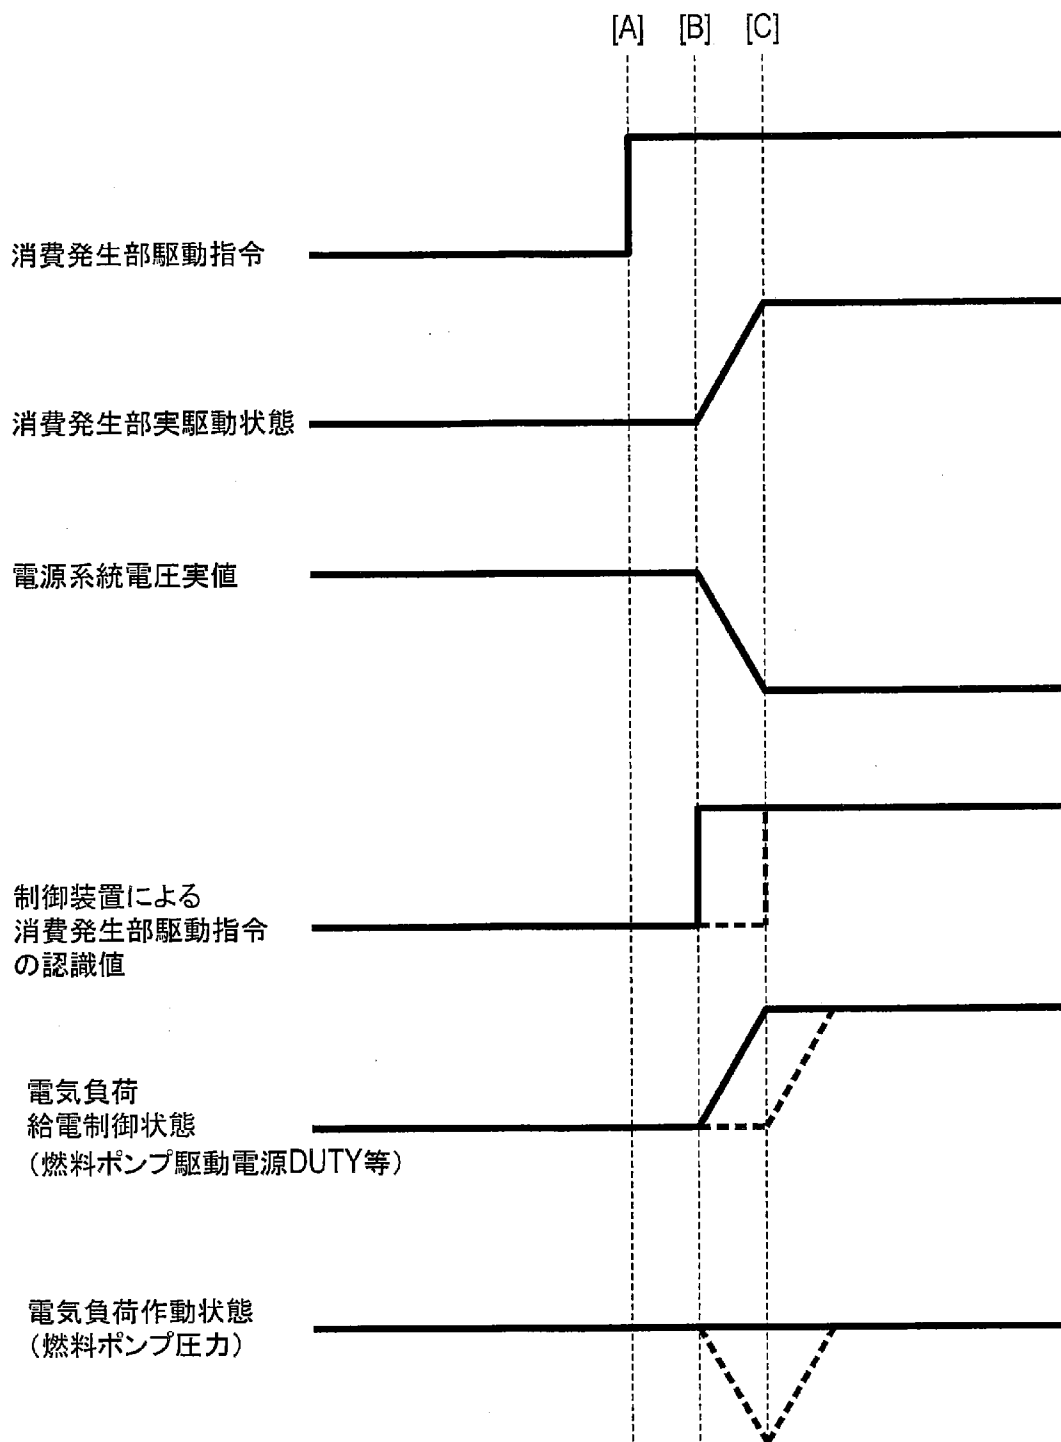 [A] [B] [C]
消費発生部駆動指令
消費発生部実駆動状態
電源系統電圧実値
制御装置による
消費発生部駆動指令
の認識値
電気負荷
給電制御状態
（燃料ポンプ駆動電源DUTY等）
電気負荷作動状態
（燃料ポンプ圧力）